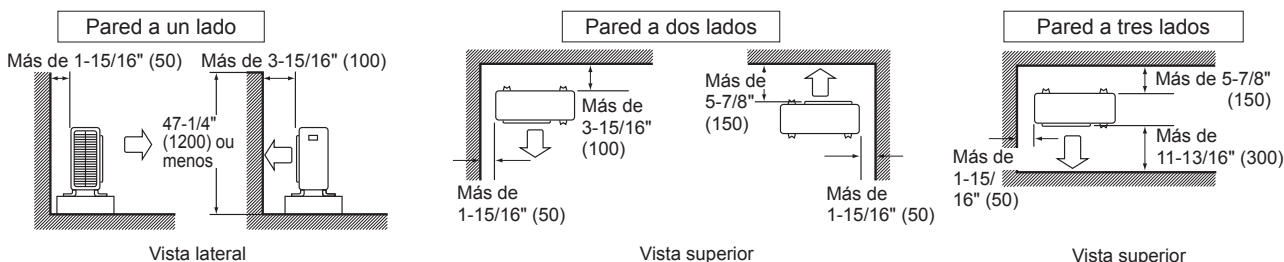 Pared a un lado
Más de 1-15/16" (50)
Más de 3-15/16" (100)
47-1/4"
(1200) ou
menos
Vista lateral
Pared a dos lados
Más de
3-15/16"
(100)
Más de
1-15/16" (50)
Más de
5-7/8"
(150)
Más de
1-15/16" (50)
Vista superior
Pared a tres lados
Más de 5-7/8"
(150)
Más de
11-13/16" (300)
Más de
1-15/
16" (50)
Vista superior